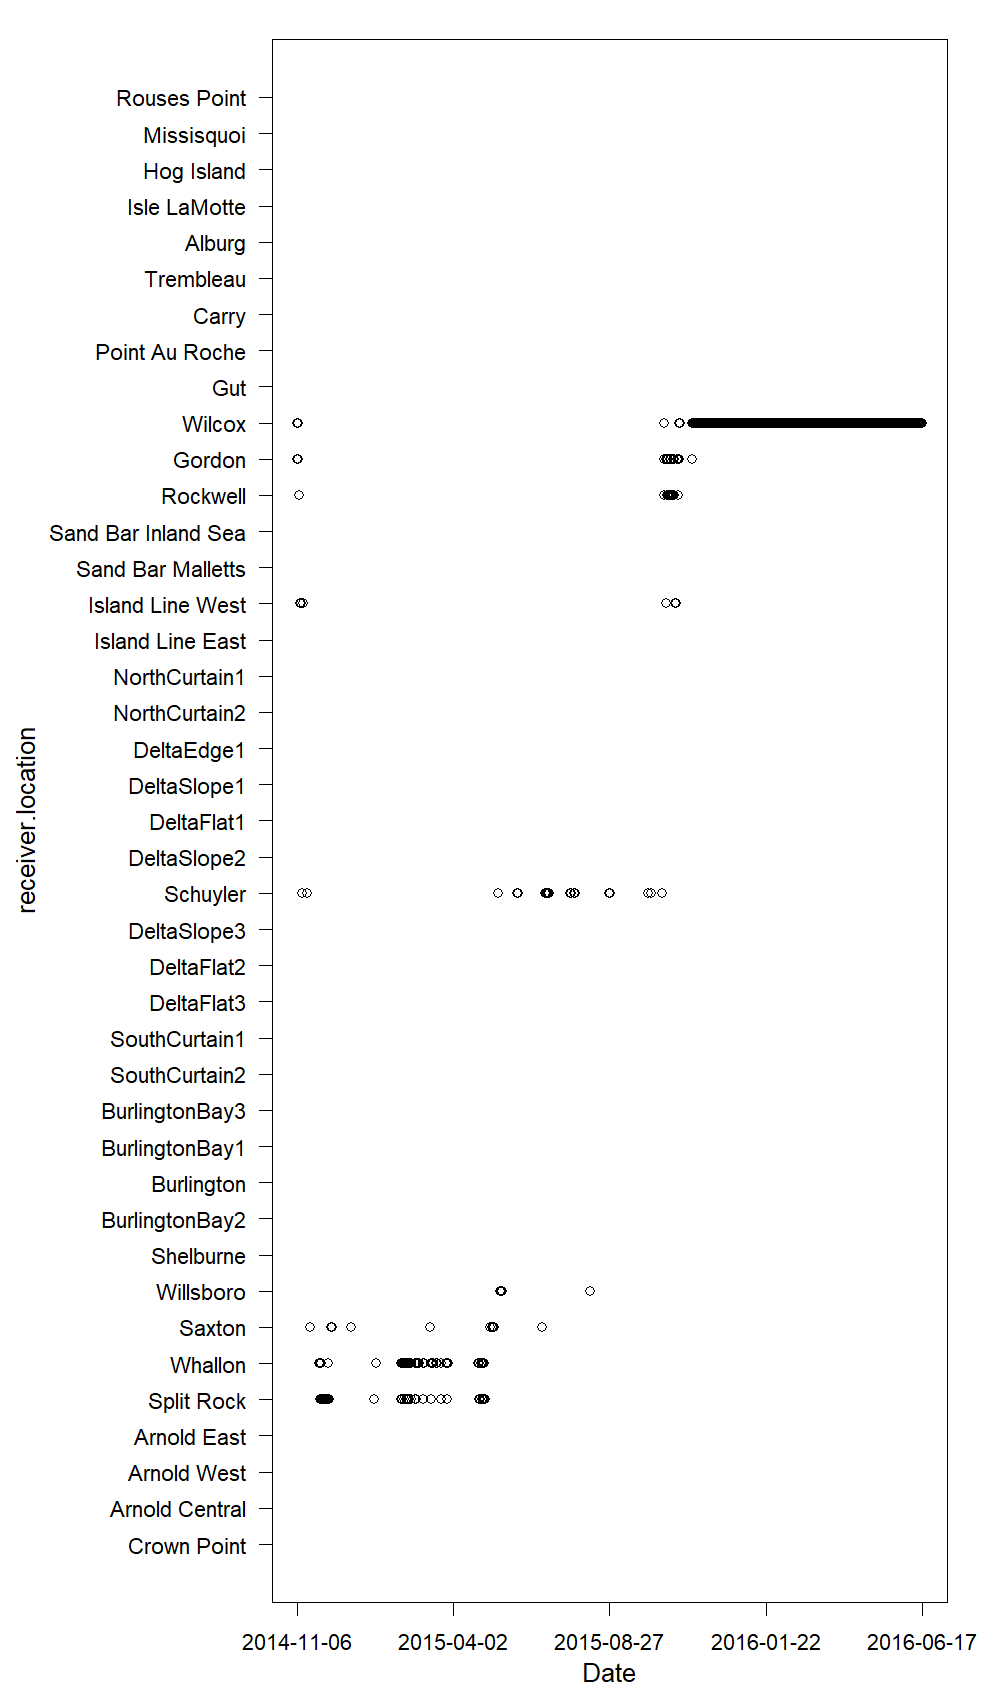 Rouses Point
Missisquoi
Hog Island
Isle LaMotte
Alburg
Trembleau
Carry
Point Au Roche
Gut
Wilcox
Gordon
Rockwell
Sand Bar Inland Sea
Sand Bar Malletts
Island Line West
Island Line East
NorthCurtain1
NorthCurtain2
DeltaEdge1
DeltaSlope1
DeltaFlat1
DeltaSlope2
Schuyler
DeltaSlope3
DeltaFlat2
DeltaFlat3
SouthCurtain1
SouthCurtain2
BurlingtonBay3
BurlingtonBay1
Burlington
BurlingtonBay2
Shelburne
Willsboro
Saxton
Whallon
Split Rock
Arnold East
Arnold West
Arnold Central
Crown Point
receiver.location
2014-11-06 2015-04-02 2015-08-27 2016-01-22 2016-06-17
Date